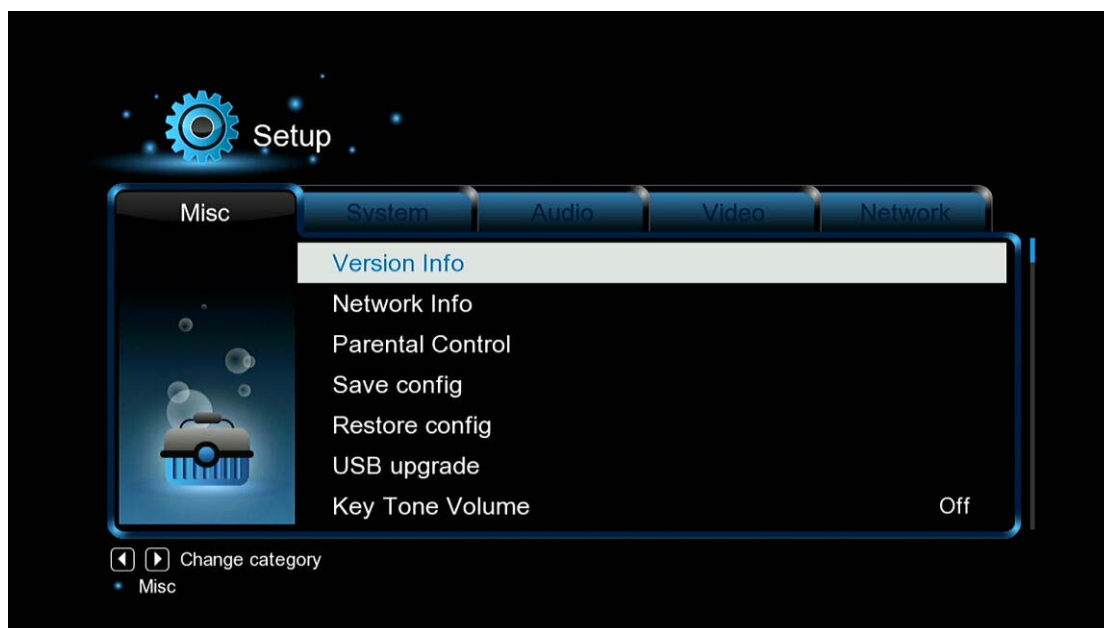 Setup
Misc System Audio Video Network
Version Info
Network Info
Parental Control
Save config
Restore config
USB upgrade
Key Tone Volume Off
Change category
Misc